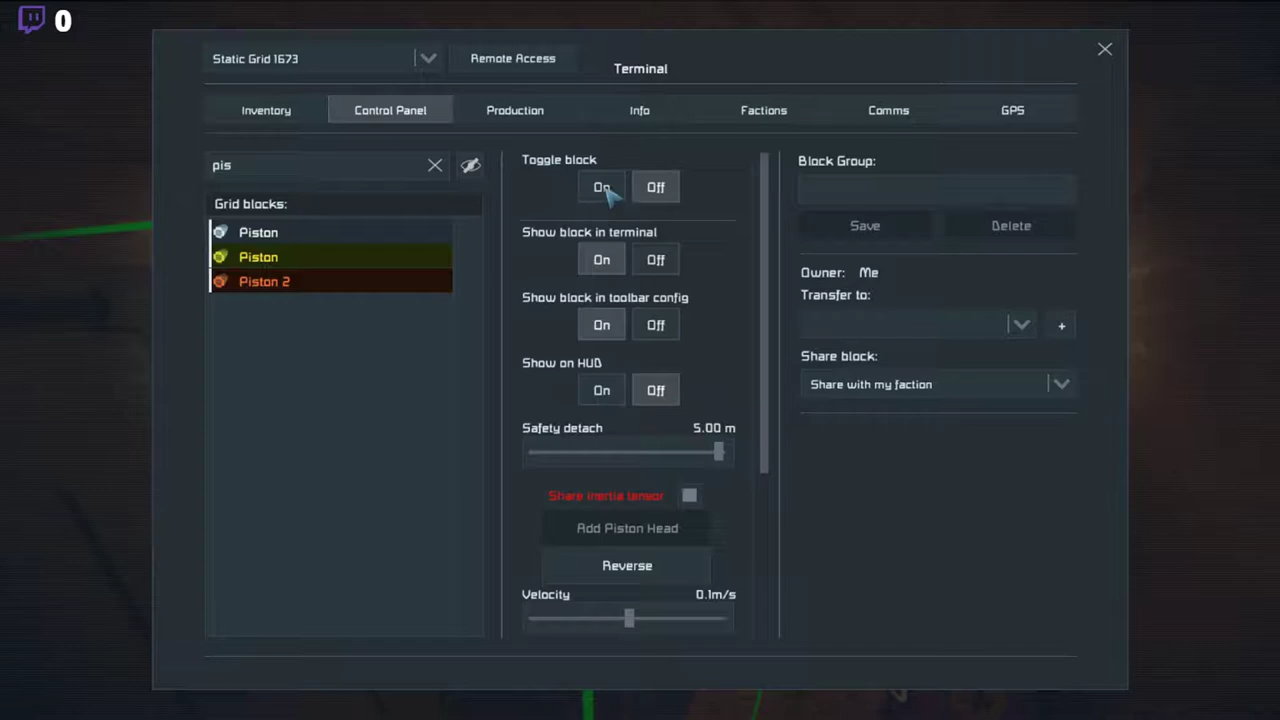 0
Static Grid 1673
Remote Access
Terminal
Inventory
Control Panel
Production
Info
Factions
Comms
GPS
pis
Grid blocks:
Piston
Piston
Piston 2
Toggle block
On
Off
Show block in terminal
On
Off
Show block in toolbar config
On
Off
Show on HUD
On
Off
Safety detach 5.00 m
Share inertia tensor
Add Piston Head
Reverse
Velocity 0.1m/s
Block Group:
Save
Delete
Owner: Me
Transfer to:
+
Share block:
Share with my faction